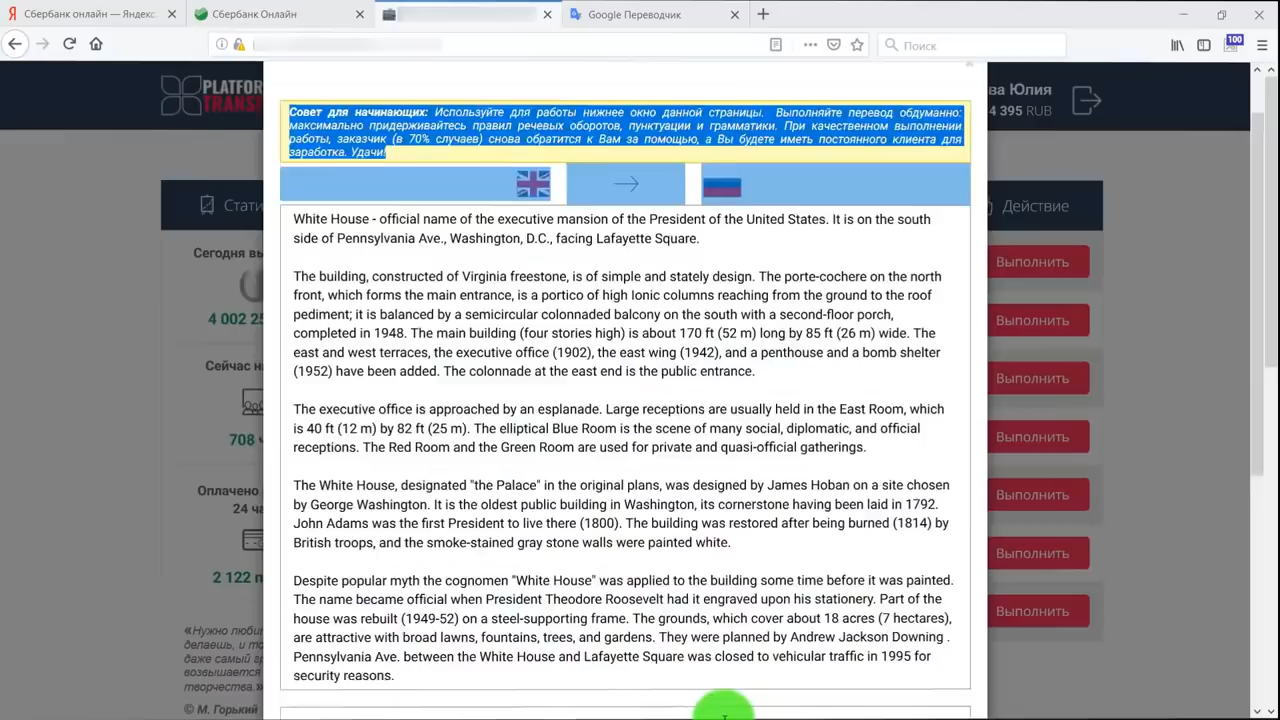 Сбербанк онлайн — Яндекс
Сбербанк Онлайн
Google Переводчик
Поиск
100
PLATFOR
TRANS
ва Юлия
4 395 RUB
Совет для начинающих: Используйте для работы нижнее окно данной страницы. Выполняйте перевод обдуманно:
максимально придерживайтесь правил речевых оборотов, пунктуации и грамматики. При качественном выполнении
работы, заказчик (в 70% случаев) снова обратится к Вам за помощью, а Вы будете иметь постоянного клиента для
заработка. Удачи!
Стати
Действие
Сегодня вы
4 002 25
Сейчас на
708
Оплачено
24 ча
2 122 п
«Нужно люби
делаешь, и то
даже самый гр
возвышается
творчества.»
© М. Горький
White House - official name of the executive mansion of the President of the United States. It is on the south
side of Pennsylvania Ave., Washington, D.C., facing Lafayette Square.
The building, constructed of Virginia freestone, is of simple and stately design. The porte-cochere on the north
front, which forms the main entrance, is a portico of high Ionic columns reaching from the ground to the roof
pediment; it is balanced by a semicircular colonnaded balcony on the south with a second-floor porch,
completed in 1948. The main building (four stories high) is about 170 ft (52 m) long by 85 ft (26 m) wide. The
east and west terraces, the executive office (1902), the east wing (1942), and a penthouse and a bomb shelter
(1952) have been added. The colonnade at the east end is the public entrance.
The executive office is approached by an esplanade. Large receptions are usually held in the East Room, which
is 40 ft (12 m) by 82 ft (25 m). The elliptical Blue Room is the scene of many social, diplomatic, and official
receptions. The Red Room and the Green Room are used for private and quasi-official gatherings.
The White House, designated "the Palace" in the original plans, was designed by James Hoban on a site chosen
by George Washington. It is the oldest public building in Washington, its cornerstone having been laid in 1792.
John Adams was the first President to live there (1800). The building was restored after being burned (1814) by
British troops, and the smoke-stained gray stone walls were painted white.
Despite popular myth the cognomen "White House" was applied to the building some time before it was painted.
The name became official when President Theodore Roosevelt had it engraved upon his stationery. Part of the
house was rebuilt (1949-52) on a steel-supporting frame. The grounds, which cover about 18 acres (7 hectares),
are attractive with broad lawns, fountains, trees, and gardens. They were planned by Andrew Jackson Downing .
Pennsylvania Ave. between the White House and Lafayette Square was closed to vehicular traffic in 1995 for
security reasons.
Выполнить
Выполнить
Выполнить
Выполнить
Выполнить
Выполнить
Выполнить